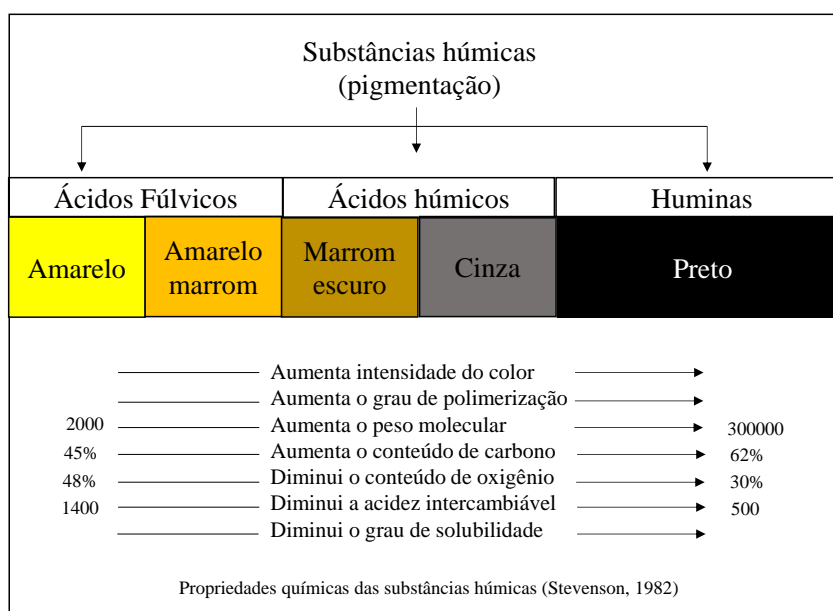 Substâncias húmicas
(pigmentação)
Ácidos Fúlvicos
Ácidos húmicos
Huminas
Amarelo
Amarelo
marrom
Marrom
escuro
Cinza
Preto
Aumenta intensidade do color
Aumenta o grau de polimerização
2000 Aumenta o peso molecular 300000
45% Aumenta o conteúdo de carbono 62%
48% Diminui o conteúdo de oxigênio 30%
1400 Diminui a acidez intercambiável 500
Diminui o grau de solubilidade
Propriedades químicas das substâncias húmicas (Stevenson, 1982)